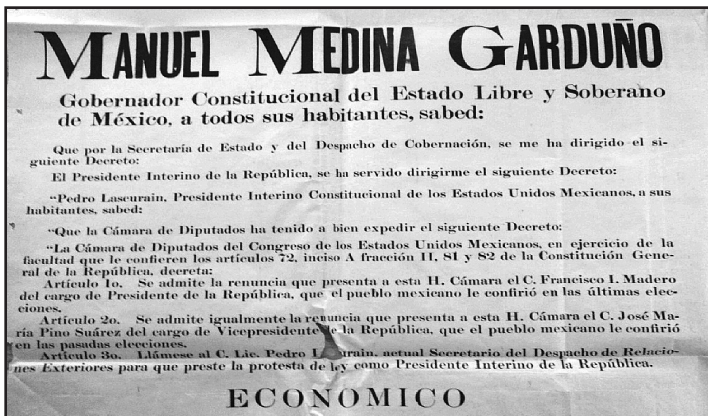 MANUEL MEDINA GARDUÑO
Gobernador Constitucional del Estado Libre y Soberano
de México, a todos sus habitantes, sabed:
Que por la Secretaría de Estado y del Despacho de Cobernación, se me ha dirigido el si-
guiente Decreto:
El Presidente Interino de la República, se ha servido dirigirme el siguiente Decreto:
"Pedro Lascurain, Presidente Interino Constitucional de los Estados Unidos Mexicanos, a sus
habitantes, sabed:
"Que la Cámara de Diputados ha tenido a bien expedir el siguiente Decreto:
"La Cámara de Diputados del Congreso de los Estados Unidos Mexicanos, en ejercicio de la
facultad que le confieren los artículos 72, inciso A fracción II, 81 y 82 de la Constitución Gene-
ral de la República, decreta:
Artículo 1o. Se admite la renuncia que presenta a esta H. Cámara el C. Francisco I. Madero
del cargo de Presidente de la República, que el pueblo mexicano le confirió en las últimas elec-
ciones.
Artículo 2o. Se admite igualmente la renuncia que presenta a esta H. Cámara el C. José Ma-
ría Pino Suárez del cargo de Vicepresidente de la República, que el pueblo mexicano le confirió
en las pasadas elecciones.
Artículo 3o. Llámese al C. Lic. Pedro Lascurain, actual Secretario del Despacho de Relacio-
nes Exteriores para que preste la protesta de ley como Presidente Interino de la República.
ECONOMICO